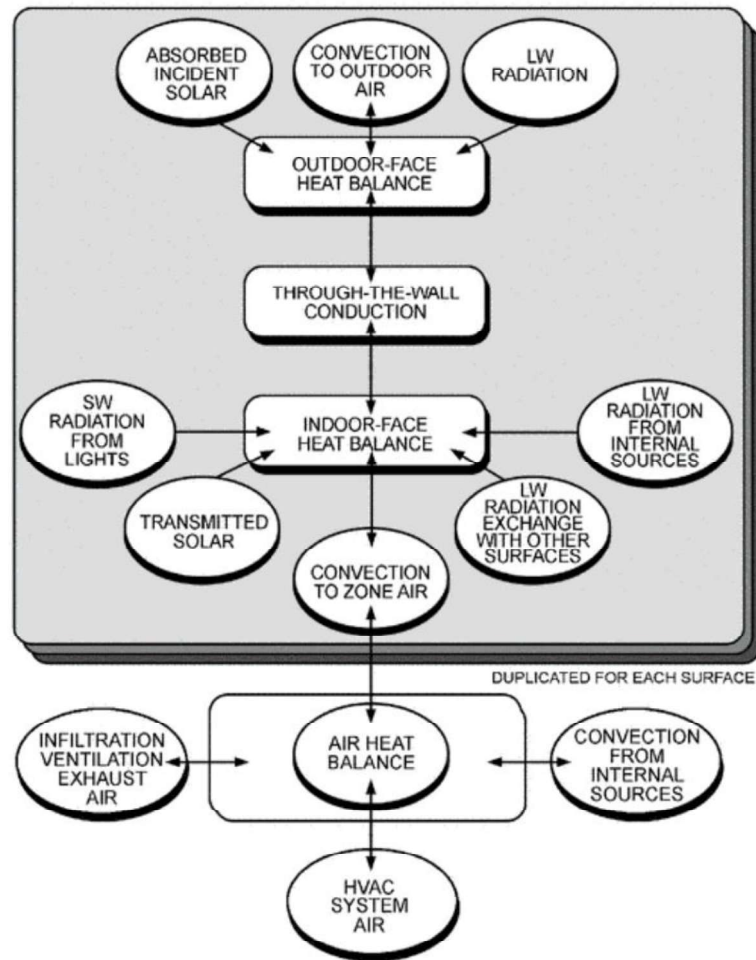 ABSORBED
INCIDENT
SOLAR
CONVECTION
TO OUTDOOR
AIR
LW
RADIATION
OUTDOOR-FACE
HEAT BALANCE
THROUGH-THE-WALL
CONDUCTION
SW
RADIATION
FROM
LIGHTS
INDOOR-FACE
HEAT BALANCE
LW
RADIATION
FROM
INTERNAL
SOURCES
TRANSMITTED
SOLAR
LW
RADIATION
EXCHANGE
WITH OTHER
SURFACES
CONVECTION
TO ZONE AIR
DUPLICATED FOR EACH SURFACE
INFILTRATION
VENTILATION
EXHAUST
AIR
AIR HEAT
BALANCE
CONVECTION
FROM
INTERNAL
SOURCES
HVAC
SYSTEM
AIR